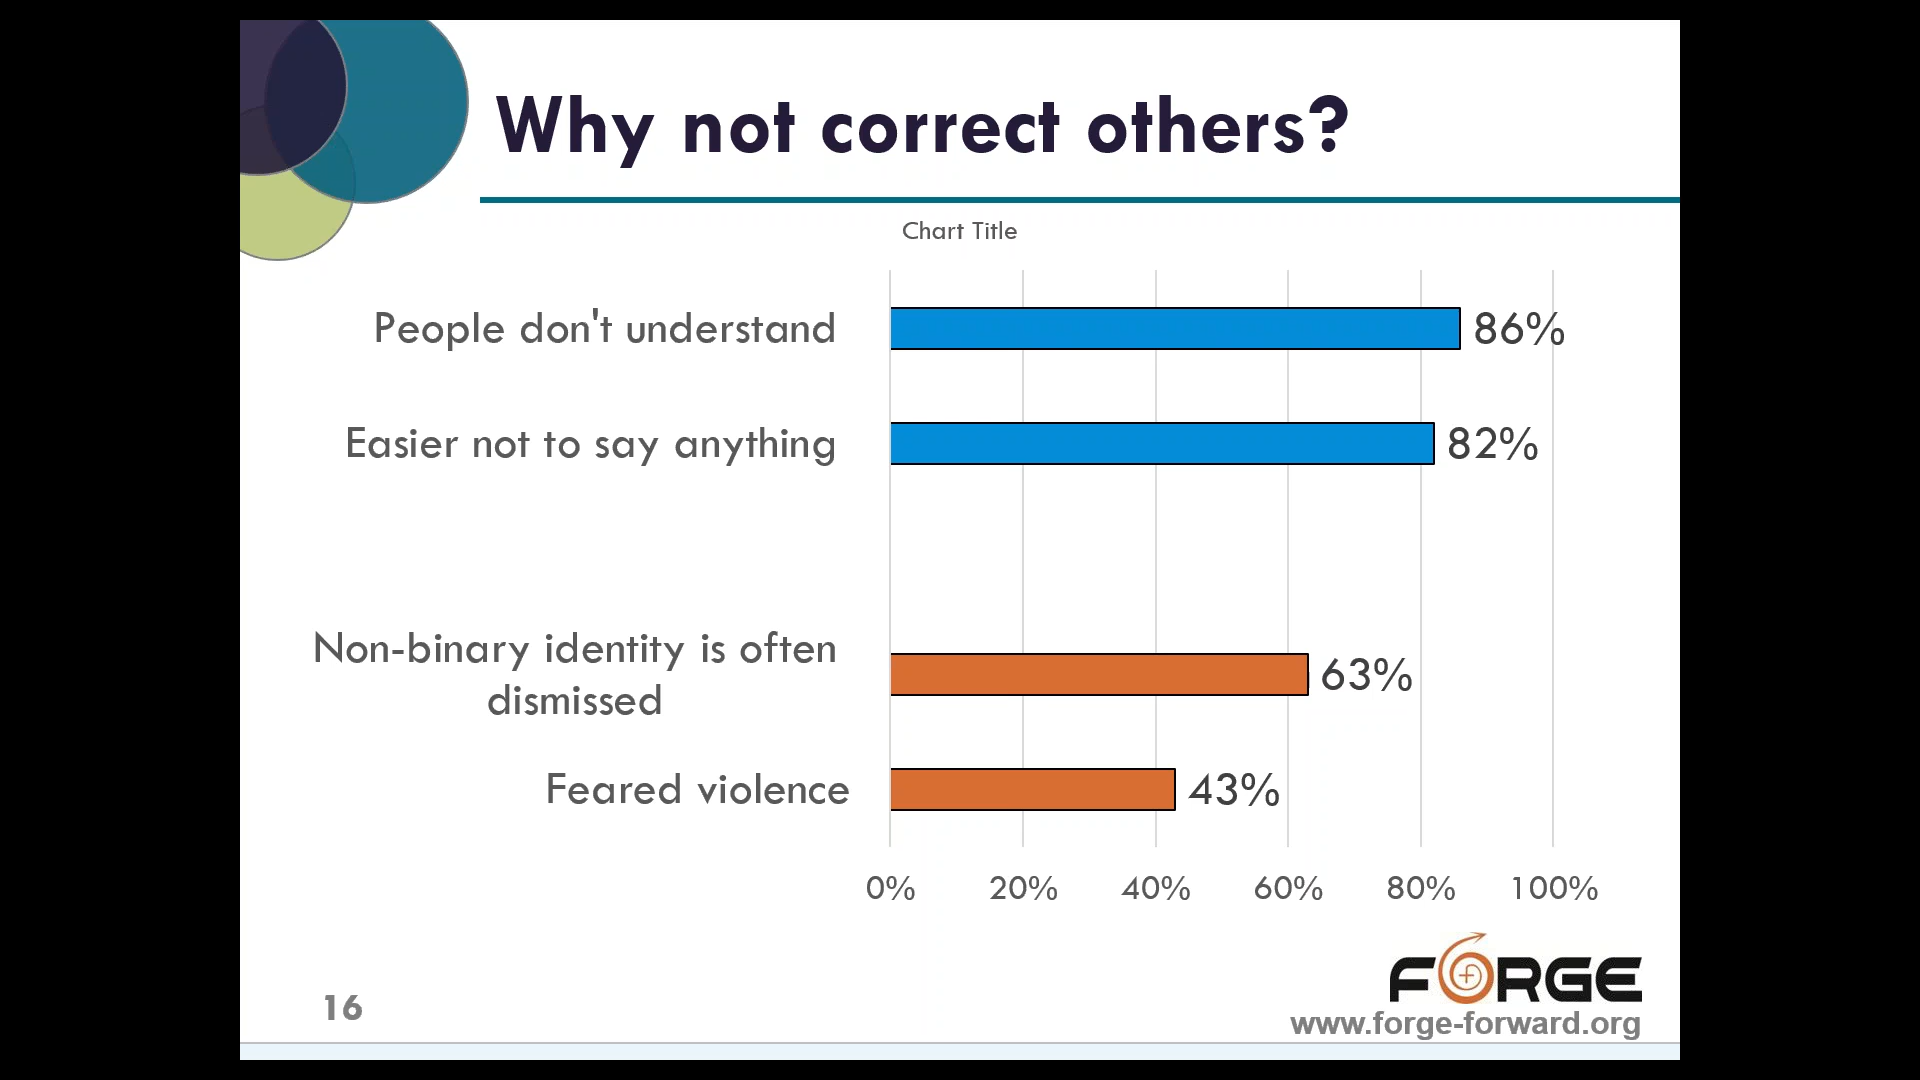 Why not correct others?
Chart Title
People don't understand
86%
Easier not to say anything
82%
Non-binary identity is often
dismissed
63%
Feared violence
43%
0% 20% 40% 60% 80% 100%
FORGE
www.forge-forward.org
16